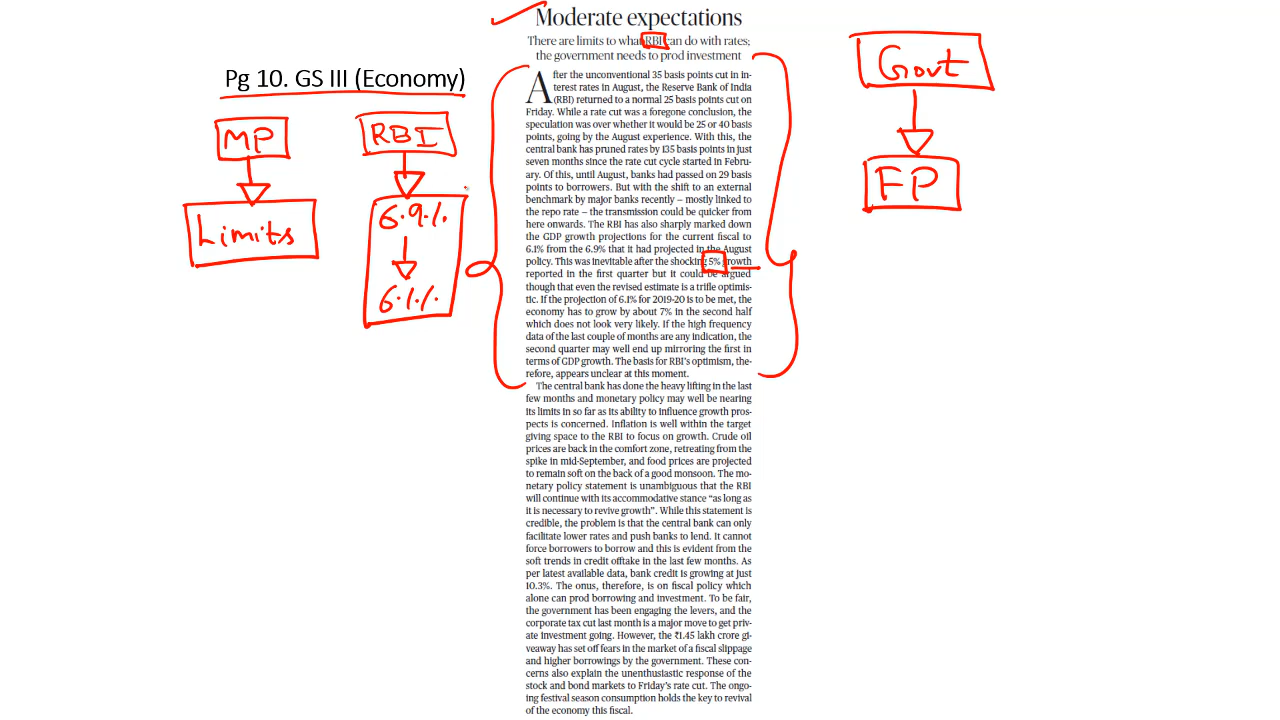 Moderate expectations
There are limits to what RBI can do with rates;
the government needs to prod investment
Pg 10. GS III (Economy)
MP
Limits
RBI
6.9%
6.1%
Govt
FP
After the unconventional 35 basis points cut in in-
terest rates in August, the Reserve Bank of India
(RBI) returned to a normal 25 basis points cut on
Friday. While a rate cut was a foregone conclusion, the
speculation was over whether it would be 25 or 40 basis
points, going by the August experience. With this, the
central bank has pruned rates by 135 basis points in just
seven months since the rate cut cycle started in Febru-
ary. Of this, until August, banks had passed on 29 basis
points to borrowers. But with the shift to an external
benchmark by major banks recently – mostly linked to
the repo rate – the transmission could be quicker from
here onwards. The RBI has also sharply marked down
the GDP growth projections for the current fiscal to
6.1% from the 6.9% that it had projected in the August
policy. This was inevitable after the shocking 5% growth
reported in the first quarter but it could be argued
though that even the revised estimate is a trifle optimis-
tic. If the projection of 6.1% for 2019-20 is to be met, the
economy has to grow by about 7% in the second half
which does not look very likely. If the high frequency
data of the last couple of months are any indication, the
second quarter may well end up mirroring the first in
terms of GDP growth. The basis for RBI's optimism, the-
refore, appears unclear at this moment.
The central bank has done the heavy lifting in the last
few months and monetary policy may well be nearing
its limits in so far as its ability to influence growth pros-
pects is concerned. Inflation is well within the target
giving space to the RBI to focus on growth. Crude oil
prices are back in the comfort zone, retreating from the
spike in mid-September, and food prices are projected
to remain soft on the back of a good monsoon. The mo-
netary policy statement is unambiguous that the RBI
will continue with its accommodative stance “as long as
it is necessary to revive growth”. While this statement is
credible, the problem is that the central bank can only
facilitate lower rates and push banks to lend. It cannot
force borrowers to borrow and this is evident from the
soft trends in credit offtake in the last few months. As
per latest available data, bank credit is growing at just
10.3%. The onus, therefore, is on fiscal policy which
alone can prod borrowing and investment. To be fair,
the government has been engaging the levers, and the
corporate tax cut last month is a major move to get priv-
ate investment going. However, the ₹1.45 lakh crore gi-
veaway has set off fears in the market of a fiscal slippage
and higher borrowings by the government. These con-
cerns also explain the unenthusiastic response of the
stock and bond markets to Friday's rate cut. The ongo-
ing festival season consumption holds the key to revival
of the economy this fiscal.